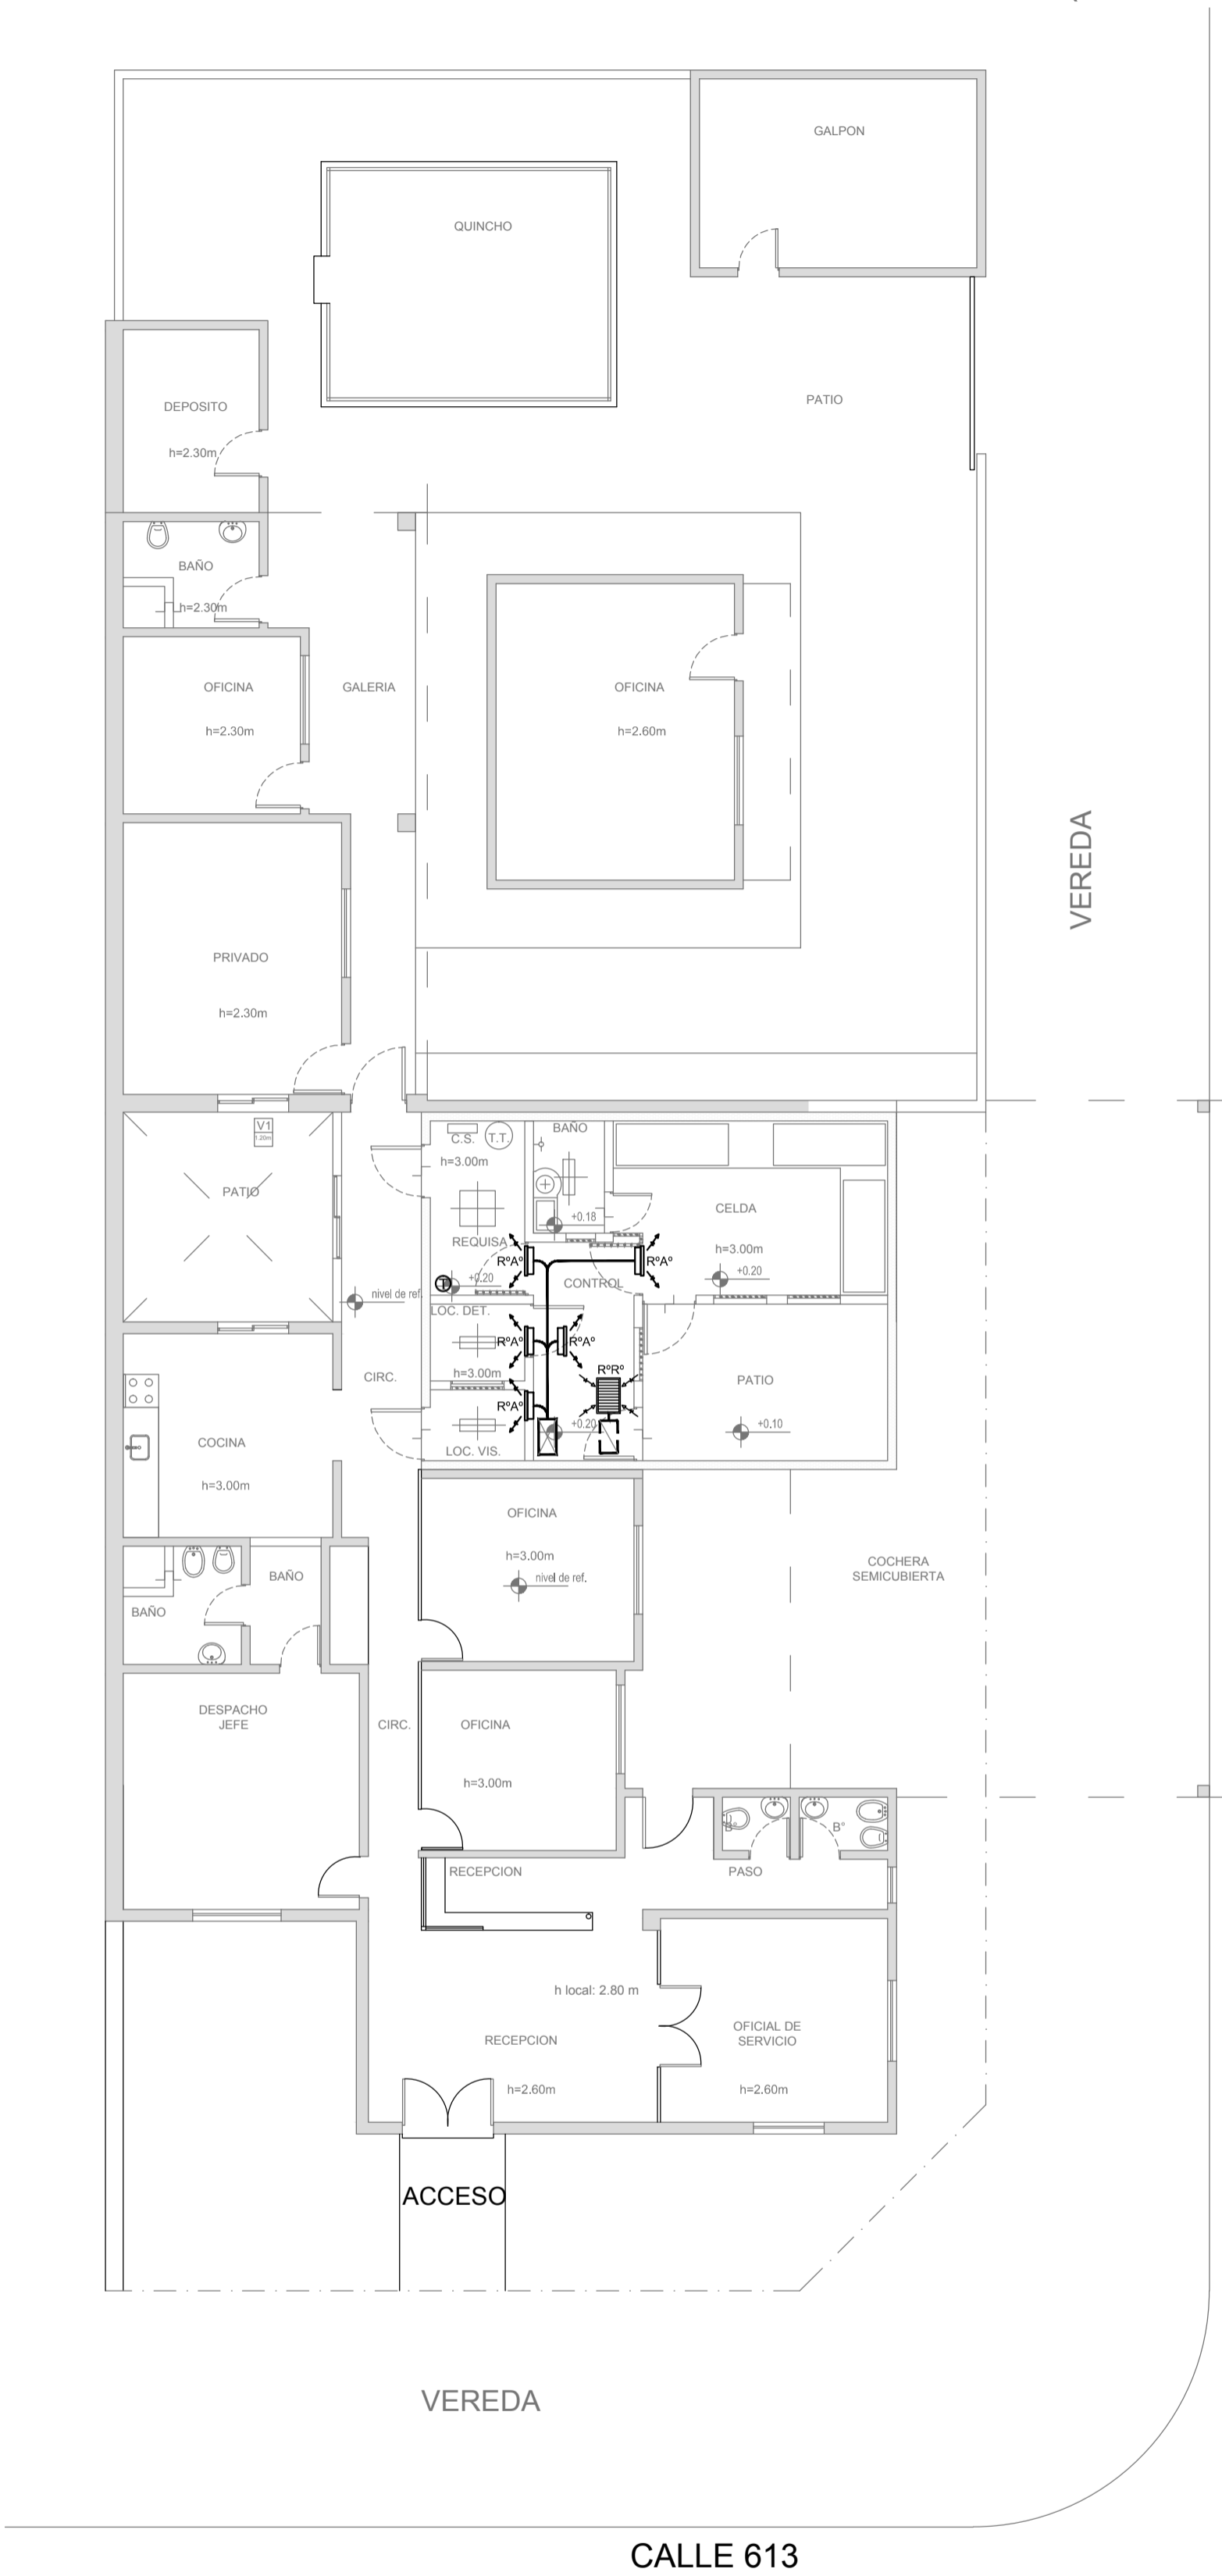 GALPON
QUINCHO
PATIO
DEPOSITO
h=2.30m
BAÑO
h=2.30m
OFICINA
h=2.30m
GALERIA
OFICINA
h=2.60m
VEREDA
PRIVADO
h=2.30m
V1
1.20m
PATIO
C.S.
T.T.
h=3.00m
BAÑO
+0.18
CELDA
h=3.00m
+0.20
REQUISA
RºAº
RºAº
T
+0.20
CONTROL
nivel de ref.
LOC. DET.
RºAº
RºAº
h=3.00m
RºRº
PATIO
CIRC.
RºAº
+0.20
+0.10
LOC. VIS.
COCINA
h=3.00m
OFICINA
h=3.00m
nivel de ref.
COCHERA
SEMICUBIERTA
BAÑO
BAÑO
DESPACHO
JEFE
CIRC.
OFICINA
h=3.00m
B°
B°
RECEPCION
PASO
h local: 2.80 m
RECEPCION
h=2.60m
OFICIAL DE
SERVICIO
h=2.60m
ACCESO
VEREDA
CALLE 613